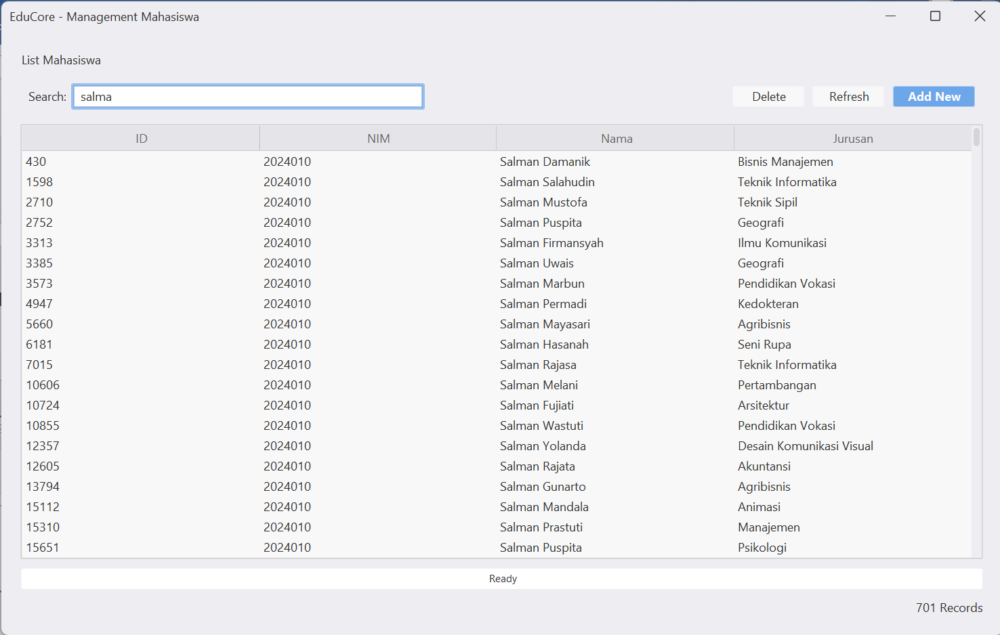 EduCore - Management Mahasiswa
List Mahasiswa
Search: salma Delete Refresh Add New
ID NIM Nama Jurusan
430 2024010 Salman Damanik Bisnis Manajemen
1598 2024010 Salman Salahudin Teknik Informatika
2710 2024010 Salman Mustofa Teknik Sipil
2752 2024010 Salman Puspita Geografi
3313 2024010 Salman Firmansyah Ilmu Komunikasi
3385 2024010 Salman Uwais Geografi
3573 2024010 Salman Marbun Pendidikan Vokasi
4947 2024010 Salman Permadi Kedokteran
5660 2024010 Salman Mayasari Agribisnis
6181 2024010 Salman Hasanah Seni Rupa
7015 2024010 Salman Rajasa Teknik Informatika
10606 2024010 Salman Melani Pertambangan
10724 2024010 Salman Fujiati Arsitektur
10855 2024010 Salman Wastuti Pendidikan Vokasi
12357 2024010 Salman Yolanda Desain Komunikasi Visual
12605 2024010 Salman Rajata Akuntansi
13794 2024010 Salman Gunarto Agribisnis
15112 2024010 Salman Mandala Animasi
15310 2024010 Salman Prastuti Manajemen
15651 2024010 Salman Puspita Psikologi
Ready
701 Records